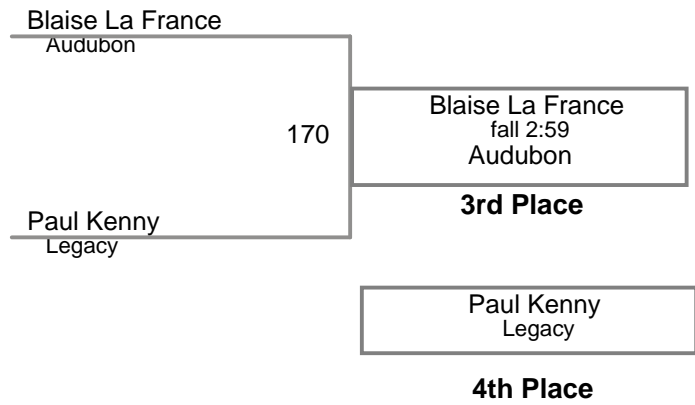 Blaise La France
Audubon
170
Blaise La France
fall 2:59
Audubon
3rd Place
Paul Kenny
Legacy
Paul Kenny
Legacy
4th Place